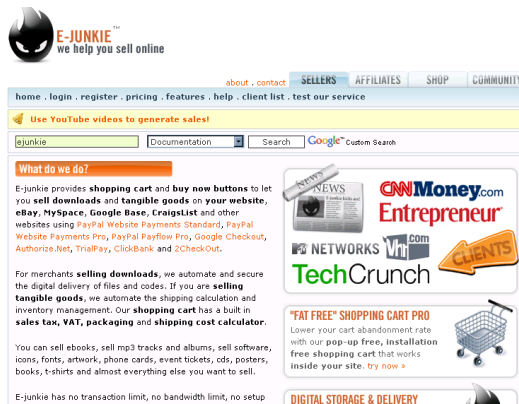 E-JUNKIE™
we help you sell online
about . contact
SELLERS
AFFILIATES
SHOP
COMMUNIT
home . login . register . pricing . features . help . client list . test our service
Use YouTube videos to generate sales!
ejunkie
Documentation
Search
Google™ Custom Search
What do we do?
E-junkie provides shopping cart and buy now buttons to let
you sell downloads and tangible goods on your website,
eBay, MySpace, Google Base, CraigsList and other
websites using PayPal Website Payments Standard, PayPal
Website Payments Pro, PayPal Payflow Pro, Google Checkout,
Authorize.Net, TrialPay, ClickBank and 2CheckOut.
For merchants selling downloads, we automate and secure
the digital delivery of files and codes. If you are selling
tangible goods, we automate the shipping calculation and
inventory management. Our shopping cart has a built in
sales tax, VAT, packaging and shipping cost calculator.
You can sell ebooks, sell mp3 tracks and albums, sell software,
icons, fonts, artwork, phone cards, event tickets, cds, posters,
books, t-shirts and almost everything else you want to sell.
E-junkie has no transaction limit, no bandwidth limit, no setup
NEWS
NEWS
CNNMoney.com
Entrepreneur
MTV NETWORKS
Vnu.com
TechCrunch
CLIENTS
"FAT FREE" SHOPPING CART PRO
Lower your cart abandonment rate
with our pop-up free, installation
free shopping cart that works
inside your site. try now »
DIGITAL STORAGE & DELIVERY